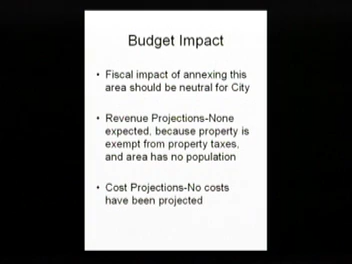 Budget Impact
• Fiscal impact of annexing this
area should be neutral for City
• Revenue Projections-None
expected, because property is
exempt from property taxes,
and area has no population
• Cost Projections-No costs
have been projected